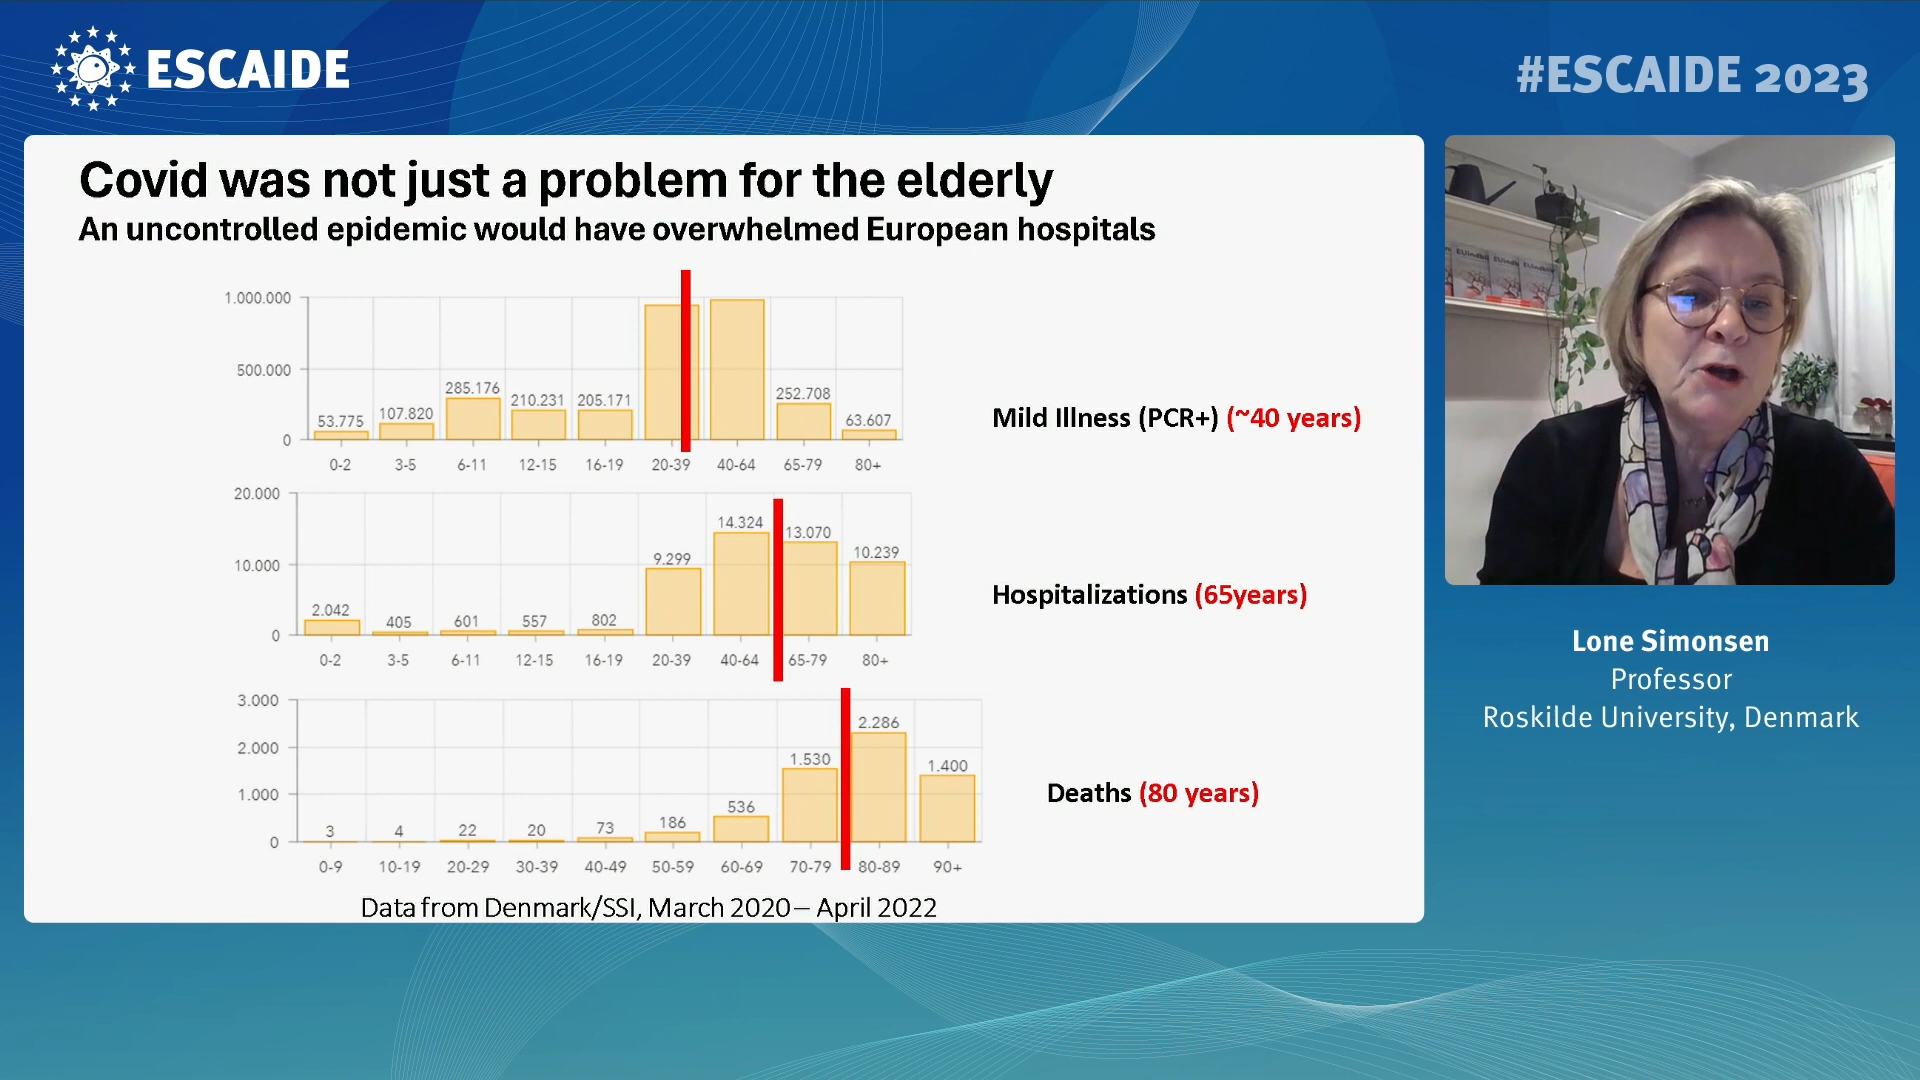 ESCAIDE
#ESCAIDE 2023
Covid was not just a problem for the elderly
An uncontrolled epidemic would have overwhelmed European hospitals
1.000.000
500.000
0
53.775 107.820 285.176 210.231 205.171 252.708 63.607
0-2 3-5 6-11 12-15 16-19 20-39 40-64 65-79 80+
Mild Illness (PCR+) (~40 years)
20.000
10.000
0
2.042 405 601 557 802 9.299 14.324 13.070 10.239
0-2 3-5 6-11 12-15 16-19 20-39 40-64 65-79 80+
Hospitalizations (65years)
3.000
2.000
1.000
0
3 4 22 20 73 186 536 1.530 2.286 1.400
0-9 10-19 20-29 30-39 40-49 50-59 60-69 70-79 80-89 90+
Deaths (80 years)
Data from Denmark/SSI, March 2020 – April 2022
Lone Simonsen
Professor
Roskilde University, Denmark